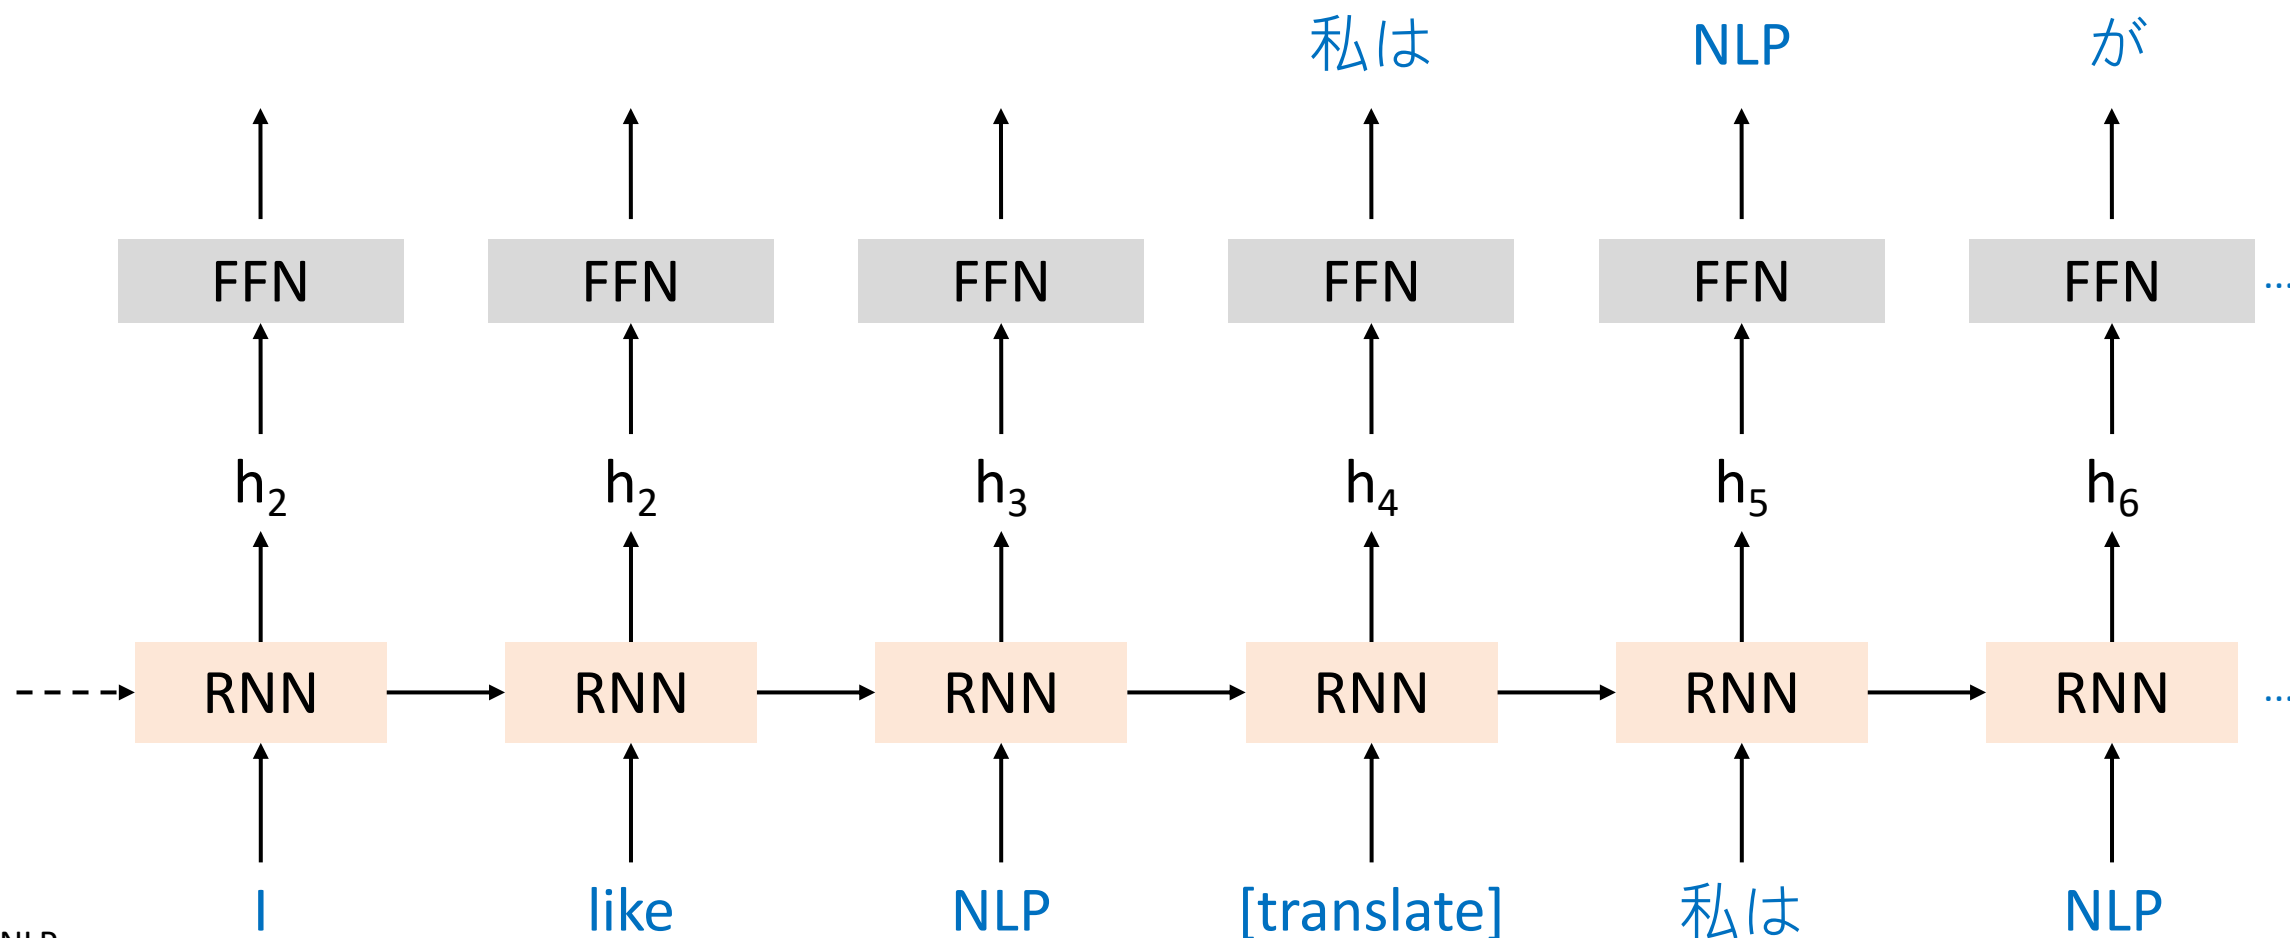 私は NLP が
FFN FFN FFN FFN FFN FFN ...
h2 h2 h3 h4 h5 h6
RNN RNN RNN RNN RNN RNN ...
I like NLP [translate] 私は NLP
NLP